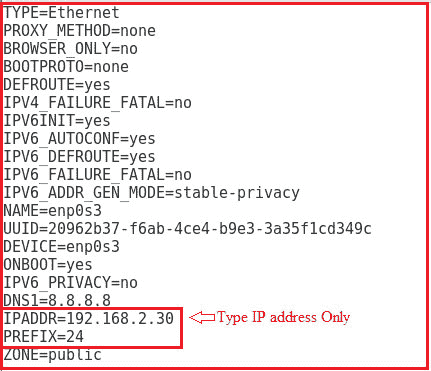 TYPE=Ethernet
PROXY_METHOD=none
BROWSER_ONLY=no
BOOTPROTO=none
DEFROUTE=yes
IPV4_FAILURE_FATAL=no
IPV6INIT=yes
IPV6_AUTOCONF=yes
IPV6_DEFROUTE=yes
IPV6_FAILURE_FATAL=no
IPV6_ADDR_GEN_MODE=stable-privacy
NAME=enp0s3
UUID=20962b37-f6ab-4ce4-b9e3-3a35f1cd349c
DEVICE=enp0s3
ONBOOT=yes
IPV6_PRIVACY=no
DNS1=8.8.8.8
IPADDR=192.168.2.30 Type IP address Only
PREFIX=24
ZONE=public